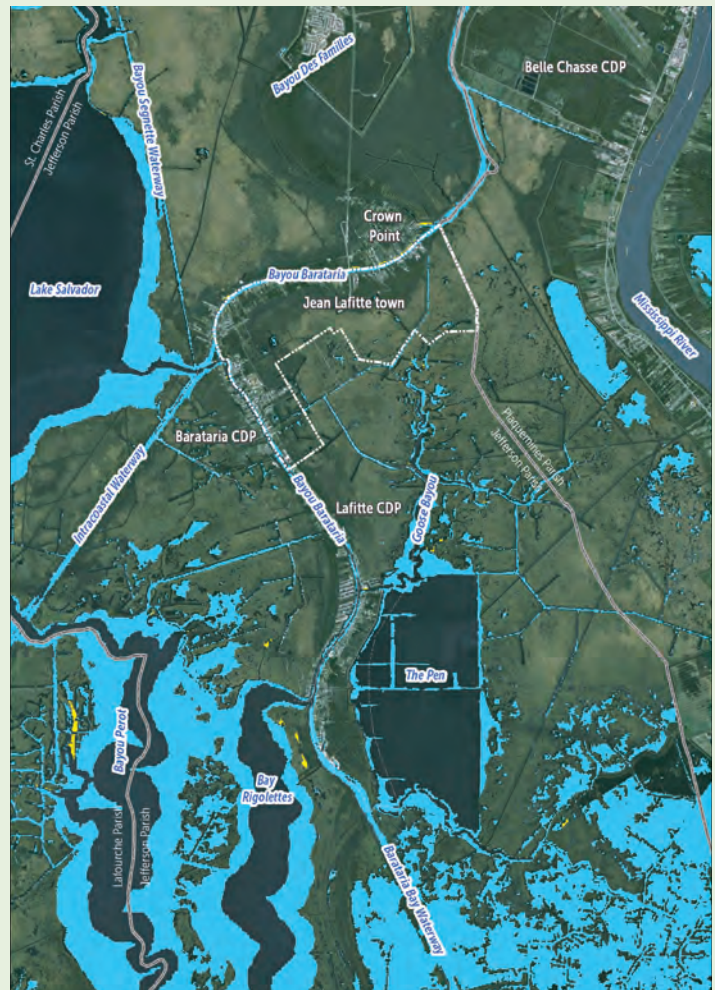 Bayou Des Familles
Belle Chasse CDP
St. Charles Parish
Jefferson Parish
Bayou Segnette Waterway
Crown
Point
Bayou Barataria
Lake Salvador
Jean Lafitte town
Mississippi River
Barataria CDP
Plaquemines Parish
Jefferson Parish
Intracoastal Waterway
Bayou Barataria
Lafitte CDP
Goose Bayou
The Pen
Bayou Perot
Bay
Rigolettes
Lafourche Parish
Jefferson Parish
Barataria Bay Waterway